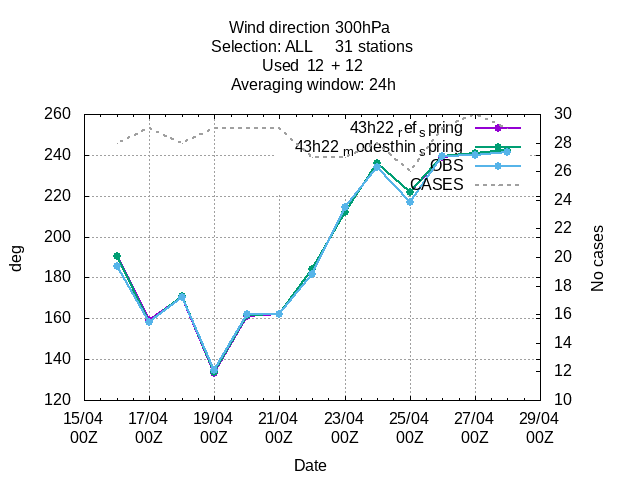 Wind direction 300hPa
Selection: ALL 31 stations
Used 12 + 12
Averaging window: 24h
260
240
220
200
180
160
140
120
deg
30
28
26
24
22
20
18
16
14
12
10
No cases
43h22 ref spring
43h22 modesthin spring
OBS
CASES
15/04 17/04 19/04 21/04 23/04 25/04 27/04 29/04
00Z 00Z 00Z 00Z 00Z 00Z 00Z 00Z
Date